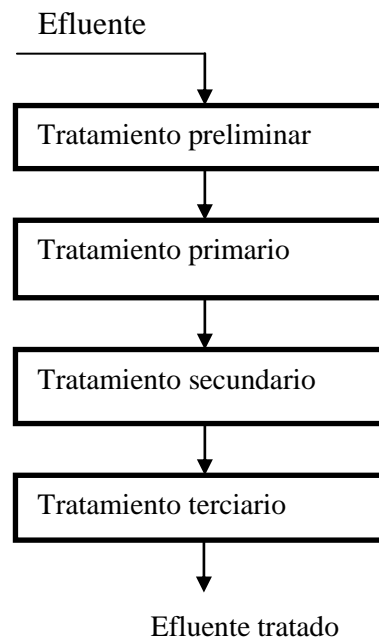 Efluente
Tratamiento preliminar
Tratamiento primario
Tratamiento secundario
Tratamiento terciario
Efluente tratado